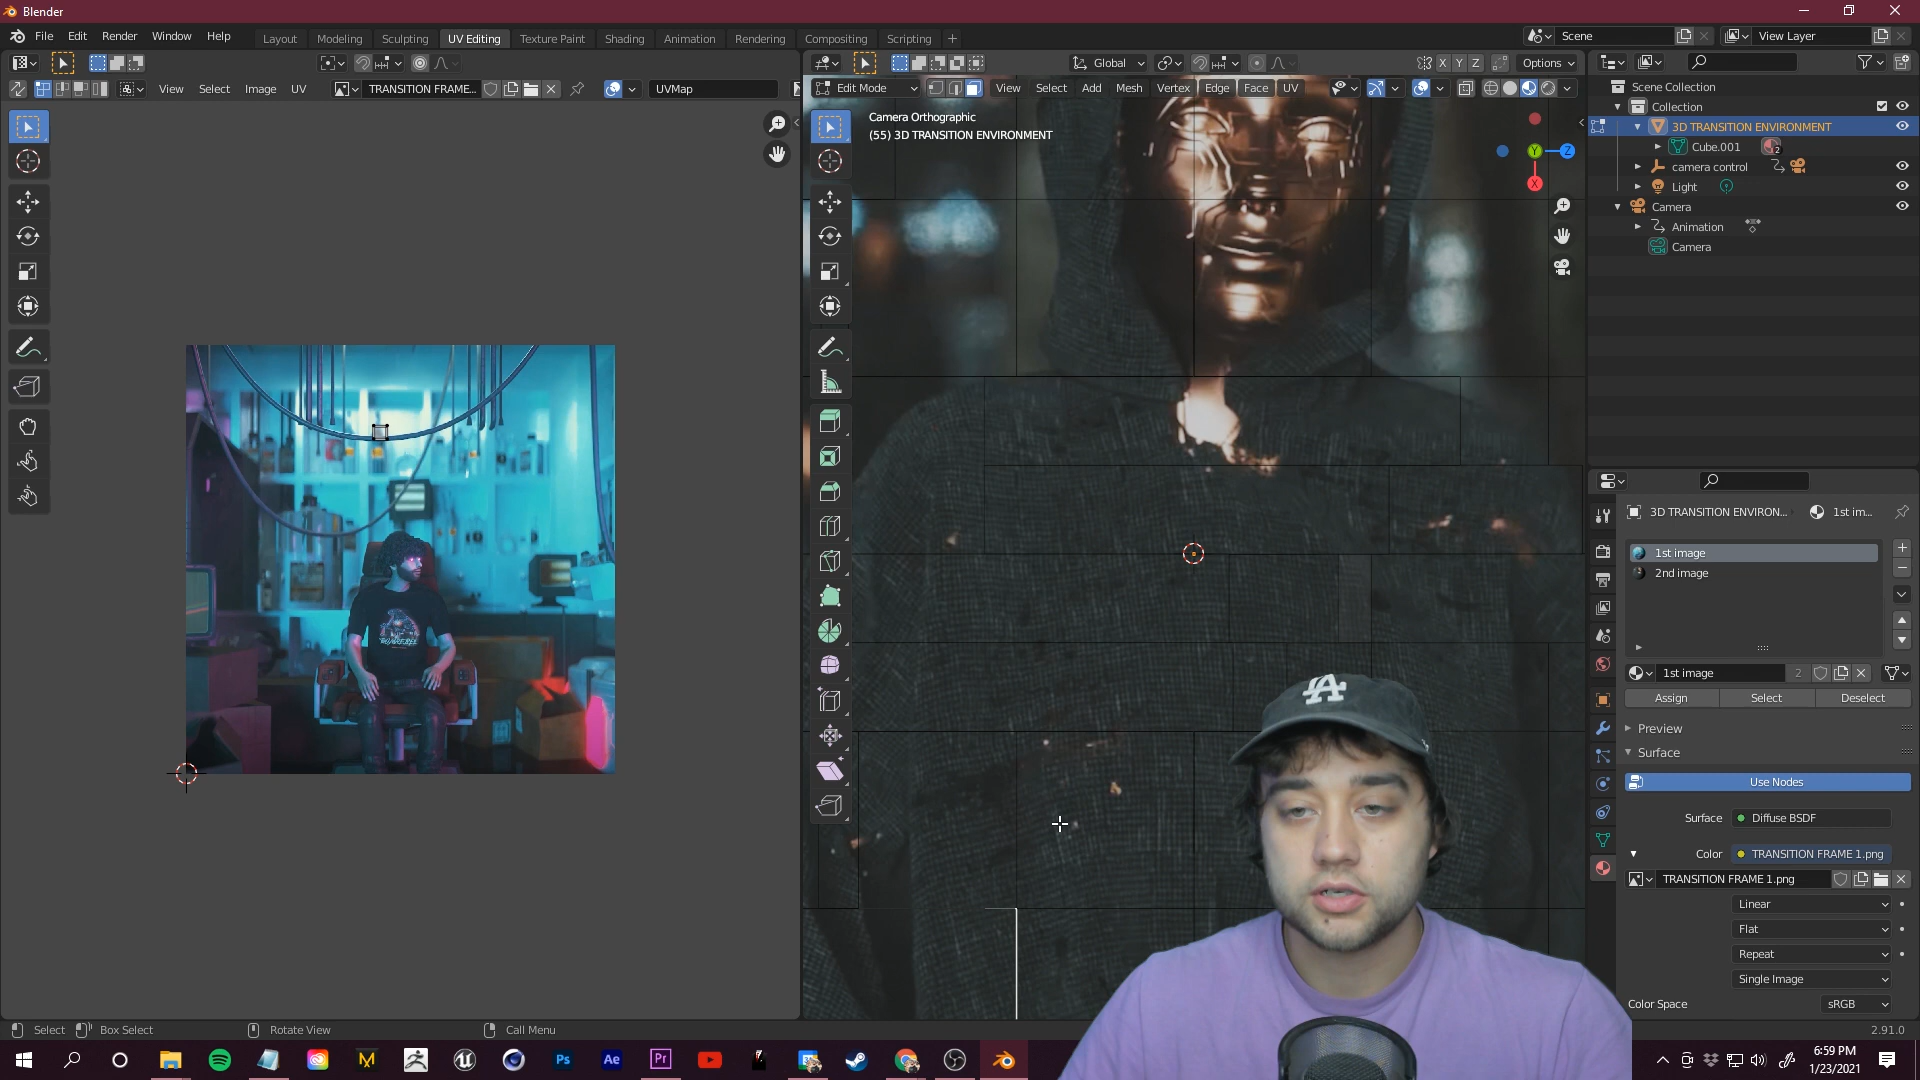 Blender
File Edit Render Window Help
Layout Modeling Sculpting UV Editing Texture Paint Shading Animation Rendering Compositing Scripting +
Scene
View Layer
Global
X Y Z
Options
View Select Image UV
TRANSITION FRAME...
UVMap
Edit Mode
View Select Add Mesh Vertex Edge Face UV
Camera Orthographic
(55) 3D TRANSITION ENVIRONMENT
Y
Z
X
Scene Collection
Collection
3D TRANSITION ENVIRONMENT
Cube.001
2
camera control
Light
Camera
Animation
Camera
3D TRANSITION ENVIRON...
1st im...
1st image
2nd image
1st image
2
Assign
Select
Deselect
Preview
Surface
Use Nodes
Surface
Diffuse BSDF
Color
TRANSITION FRAME 1.png
TRANSITION FRAME 1.png
Linear
Flat
Repeat
Single Image
Color Space
sRGB
LA
Select
Box Select
Rotate View
Call Menu
2.91.0
Ps
Ae
Pr
6:59 PM
1/23/2021